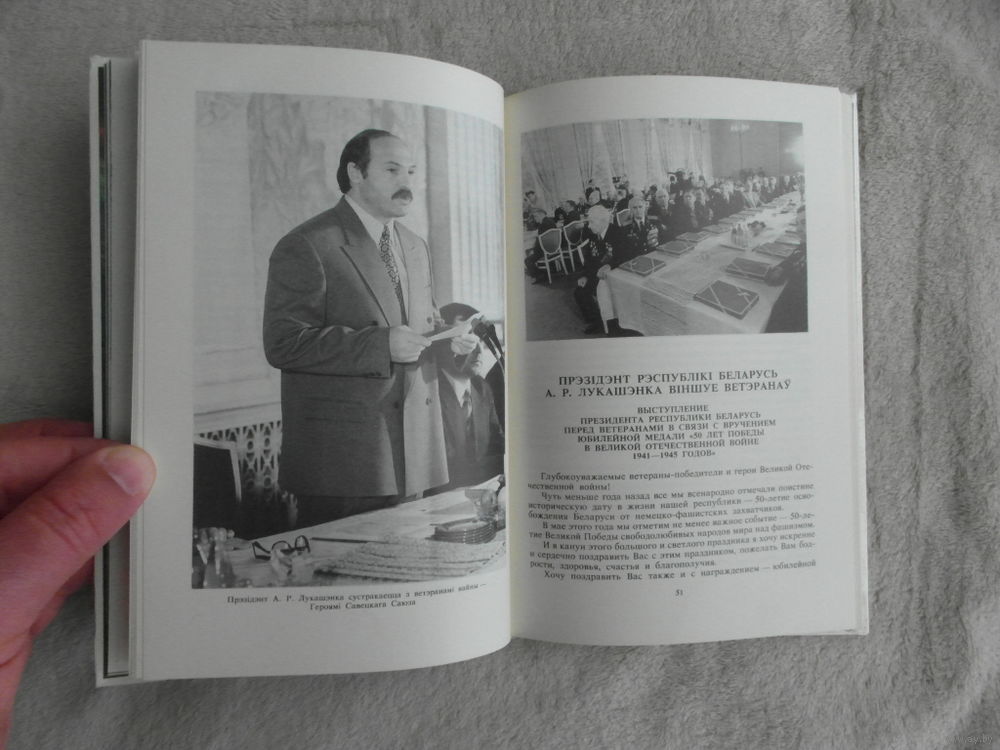 Прэзідэнт А. Р. Лукашэнка сустракаецца з ветэранамі вайны —
Героямі Савецкага Саюза
ПРЭЗІДЭНТ РЭСПУБЛІКІ БЕЛАРУСЬ
А. Р. ЛУКАШЭНКА ВІНШУЕ ВЕТЭРАНАЎ
ВЫСТУПЛЕНИЕ
ПРЕЗИДЕНТА РЕСПУБЛИКИ БЕЛАРУСЬ
ПЕРЕД ВЕТЕРАНАМИ В СВЯЗИ С ВРУЧЕНИЕМ
ЮБИЛЕЙНОЙ МЕДАЛИ «50 ЛЕТ ПОБЕДЫ
В ВЕЛИКОЙ ОТЕЧЕСТВЕННОЙ ВОЙНЕ
1941—1945 ГОДОВ»
Глубокоуважаемые ветераны-победители и герои Великой Оте-
чественной войны!
Чуть меньше года назад все мы всенародно отмечали поистине
историческую дату в жизни нашей республики — 50-летие осво-
бождения Беларуси от немецко-фашистских захватчиков.
В мае этого года мы отметим не менее важное событие — 50-ле-
тие Великой Победы свободолюбивых народов мира над фашизмом.
И в канун этого большого и светлого праздника я хочу искренне
и сердечно поздравить Вас с этим праздником, пожелать Вам бод-
рости, здоровья, счастья и благополучия.
Хочу поздравить Вас также и с награждением — юбилейной
51